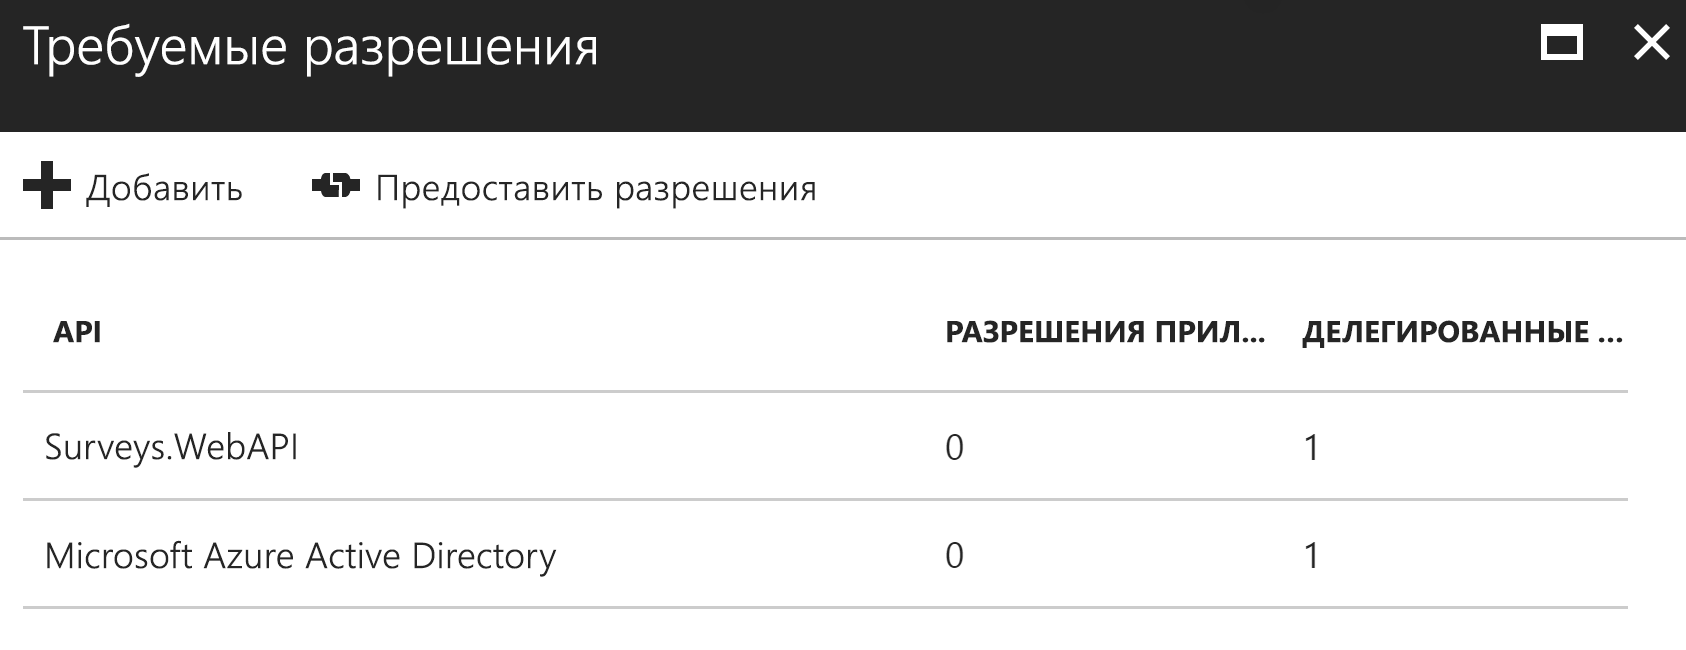 Требуемые разрешения
Добавить Предоставить разрешения
API РАЗРЕШЕНИЯ ПРИЛ... ДЕЛЕГИРОВАННЫЕ ...
Surveys.WebAPI 0 1
Microsoft Azure Active Directory 0 1